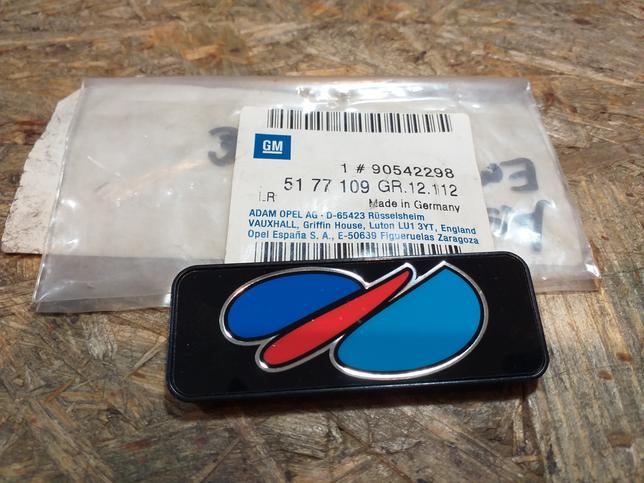 GM
1 # 90542298
51 77 109 GR.12.112
LR
Made in Germany
ADAM OPEL AG · D-65423 Rüsselsheim
VAUXHALL, Griffin House, Luton LU1 3YT, England
Opel España S. A., E-50639 Figueruelas Zaragoza